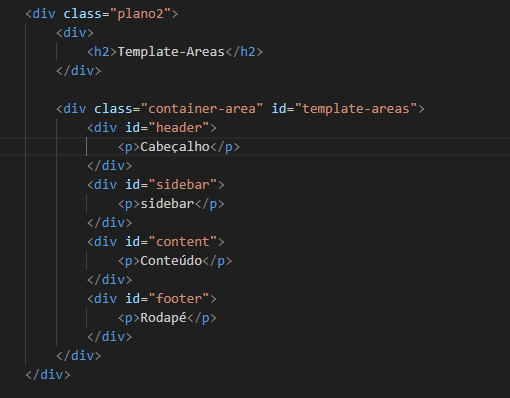 <div class="plano2">
<div>
<h2>Template-Areas</h2>
</div>
<div class="container-area" id="template-areas">
<div id="header">
<p>Cabeçalho</p>
</div>
<div id="sidebar">
<p>sidebar</p>
</div>
<div id="content">
<p>Conteúdo</p>
</div>
<div id="footer">
<p>Rodapé</p>
</div>
</div>
</div>